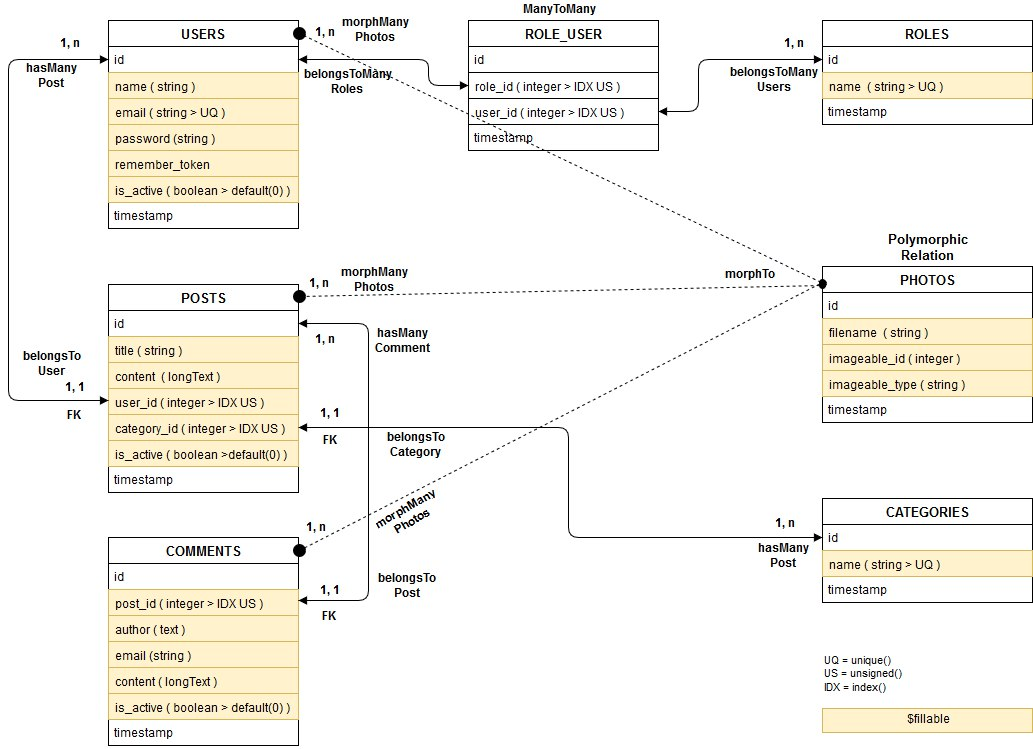 ManyToMany
USERS
id
name ( string )
email ( string > UQ )
password (string )
remember_token
is_active ( boolean > default(0) )
timestamp
1, n
hasMany
Post
1, n
morphMany
Photos
belongsToMany
Roles
ROLE_USER
id
role_id ( integer > IDX US )
user_id ( integer > IDX US )
timestamp
1, n
belongsToMany
Users
ROLES
id
name ( string > UQ )
timestamp
Polymorphic
Relation
morphTo
PHOTOS
id
filename ( string )
imageable_id ( integer )
imageable_type ( string )
timestamp
1, n
morphMany
Photos
POSTS
id
title ( string )
content ( longText )
user_id ( integer > IDX US )
category_id ( integer > IDX US )
is_active ( boolean >default(0) )
timestamp
belongsTo
User
1, 1
FK
1, n
hasMany
Comment
1, 1
FK
belongsTo
Category
1, n
morphMany
Photos
1, n
hasMany
Post
CATEGORIES
id
name ( string > UQ )
timestamp
COMMENTS
id
post_id ( integer > IDX US )
author ( text )
email (string )
content ( longText )
is_active ( boolean > default(0) )
timestamp
1, 1
FK
belongsTo
Post
UQ = unique()
US = unsigned()
IDX = index()
$fillable